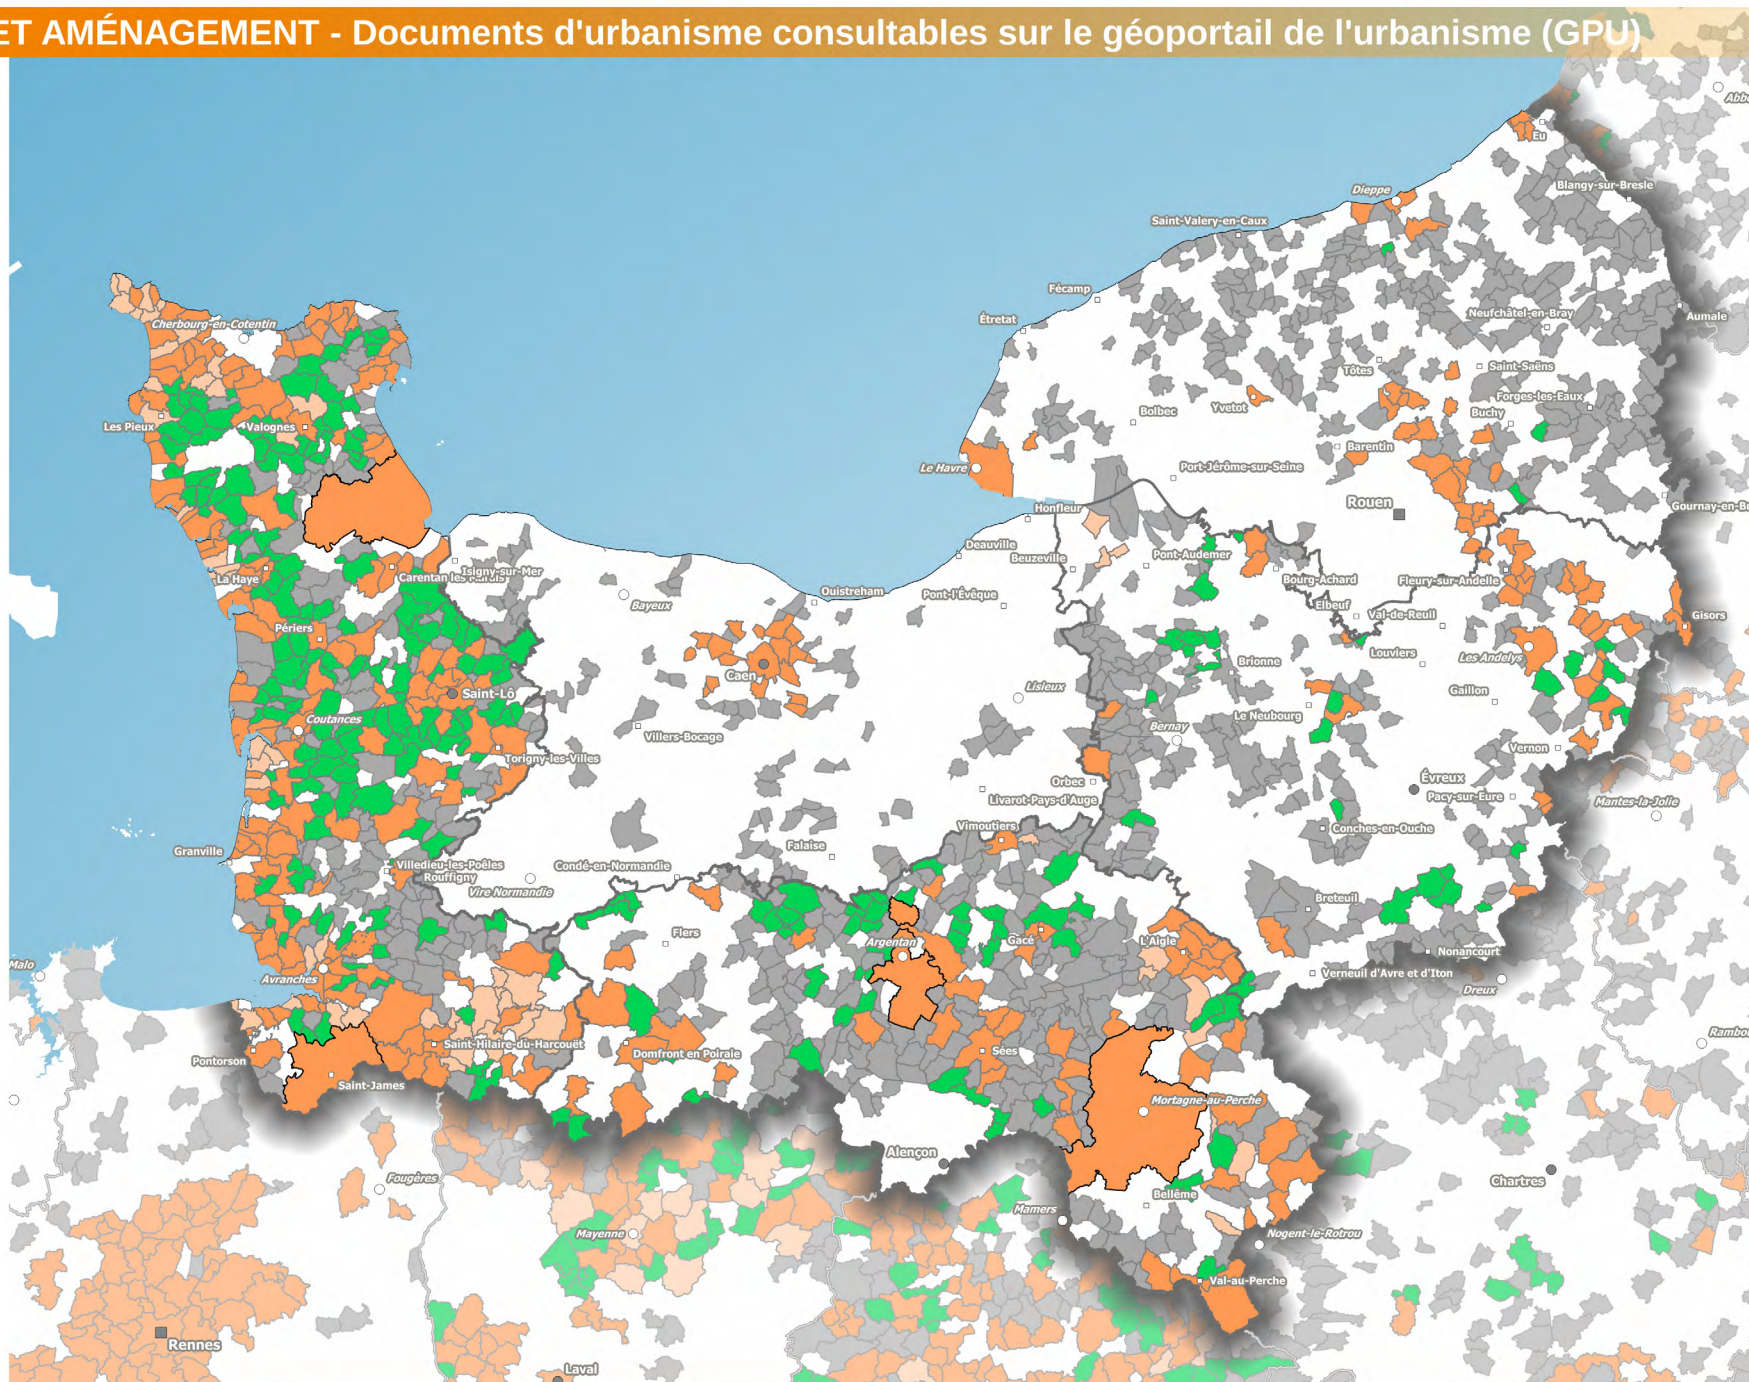 ET AMÉNAGEMENT - Documents d'urbanisme consultables sur le géoportail de l'urbanisme (GPU)
Eu
Blangy-sur-Bresle
Dieppe
Saint-Valery-en-Caux
Fécamp
Étretat
Neufchâtel-en-Bray
Aumale
Cherbourg-en-Cotentin
Tôtes
Saint-Saëns
Forges-les-Eaux
Les Pieux
Valognes
Bolbec
Yvetot
Buchy
Barentin
Le Havre
Port-Jérôme-sur-Seine
Rouen
Honfleur
Gournay-en-B
Deauville
Beuzeville
Pont-Audemer
La Haye
Carentan les Marais
Isigny-sur-Mer
Bourg-Achard
Fleury-sur-Andelle
Ouistreham
Pont-l'Évêque
Bayeux
Elbeuf
Val-de-Reuil
Gisors
Périers
Louviers
Les Andelys
Brionne
Caen
Saint-Lô
Lisieux
Gaillon
Coutances
Le Neubourg
Bernay
Villers-Bocage
Vernon
Torigny-les-Villes
Orbec
Évreux
Pacy-sur-Eure
Mantes-la-Jolie
Livarot-Pays-d'Auge
Vimoutiers
Conches-en-Ouche
Granville
Falaise
Villedieu-les-Poêles
Rouffigny
Condé-en-Normandie
Vire Normandie
Breteuil
Flers
Argentan
Gacé
L'Aigle
Nonancourt
Malo
Avranches
Verneuil d'Avre et d'Iton
Dreux
Rambo
Saint-Hilaire-du-Harcouët
Domfront en Poiraie
Sées
Pontorson
Saint-James
Mortagne-au-Perche
Alençon
Fougères
Chartres
Bellême
Mamers
Mayenne
Nogent-le-Rotrou
Val-au-Perche
Rennes
Laval